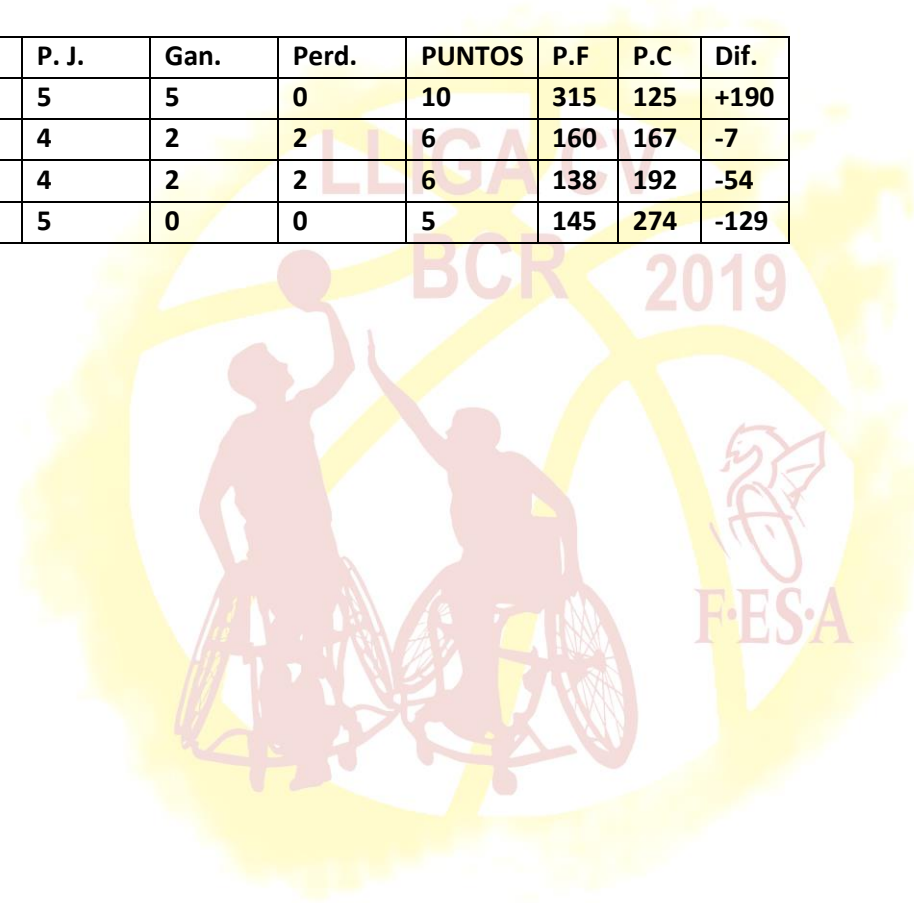 P. J. Gan. Perd. PUNTOS P.F P.C Dif.
5 5 0 10 315 125 +190
4 2 2 6 160 167 -7
4 2 2 6 138 192 -54
5 0 0 5 145 274 -129
LLIGA CV
BCR 2019
F·ES·A